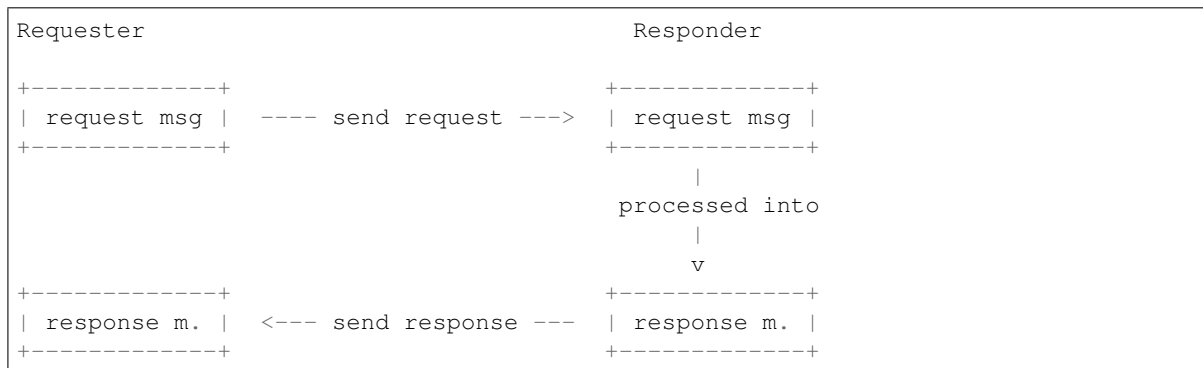 Requester                                 Responder
+-------------+                         +-------------+
| request msg |  ---- send request ---> | request msg |
+-------------+                         +-------------+
|
processed into
|
v
+-------------+                         +-------------+
| response m. |  <--- send response --- | response m. |
+-------------+                         +-------------+